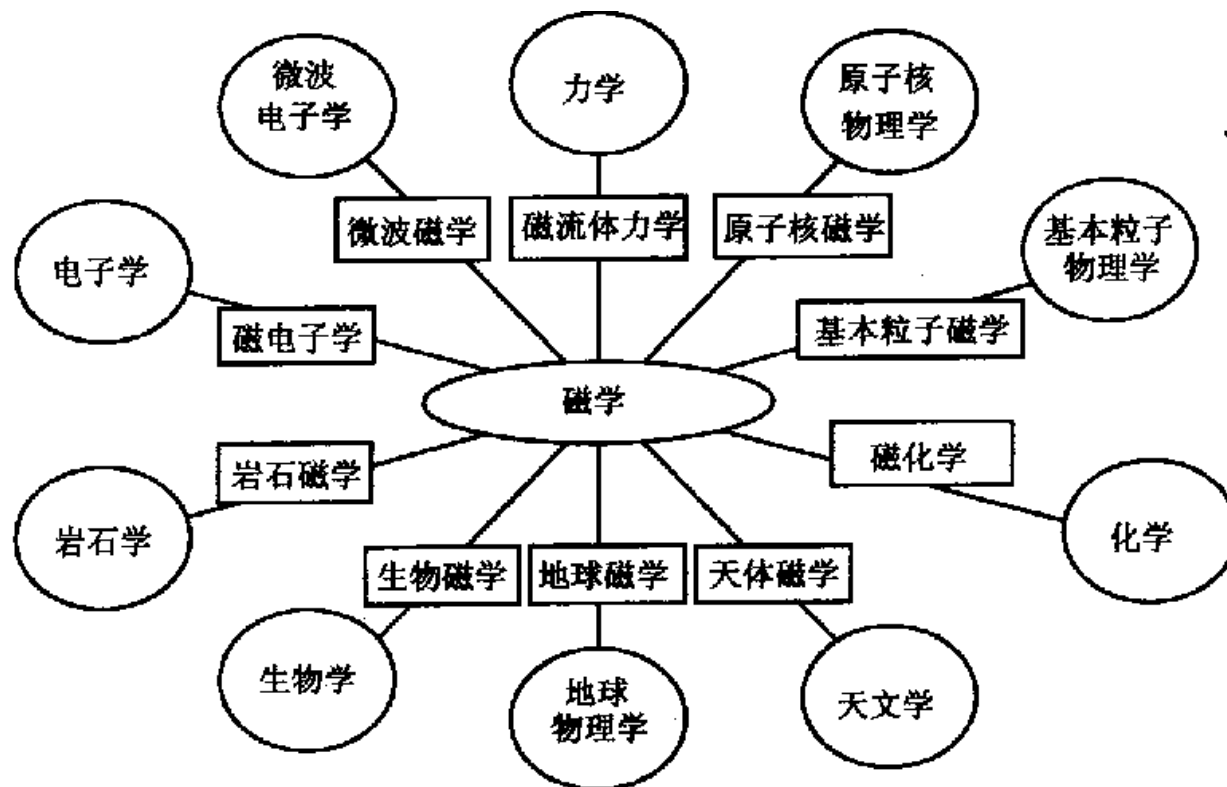 微波
电子学
力学
原子核
物理学
微波磁学
磁流体力学
原子核磁学
电子学
基本粒子
物理学
磁电子学
基本粒子磁学
磁学
岩石磁学
磁化学
岩石学
化学
生物磁学
地球磁学
天体磁学
生物学
地球
物理学
天文学